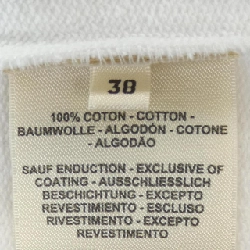 38
100% COTON - COTTON -
BAUMWOLLE - ALGODÓN - COTONE
- ALGODÃO
SAUF ENDUCTION - EXCLUSIVE OF
COATING - AUSSCHLIESSLICH
BESCHICHTUNG - EXCEPTO
REVESTIMIENTO - ESCLUSO
RIVESTIMENTO - EXCEPTO
REVESTIMENTO